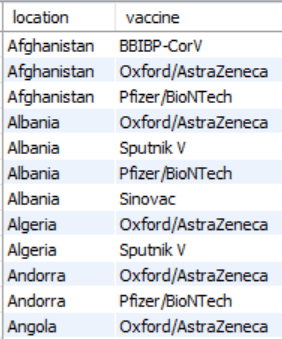 location vaccine
Afghanistan BBIBP-CorV
Afghanistan Oxford/AstraZeneca
Afghanistan Pfizer/BioNTech
Albania Oxford/AstraZeneca
Albania Sputnik V
Albania Pfizer/BioNTech
Albania Sinovac
Algeria Oxford/AstraZeneca
Algeria Sputnik V
Andorra Oxford/AstraZeneca
Andorra Pfizer/BioNTech
Angola Oxford/AstraZeneca